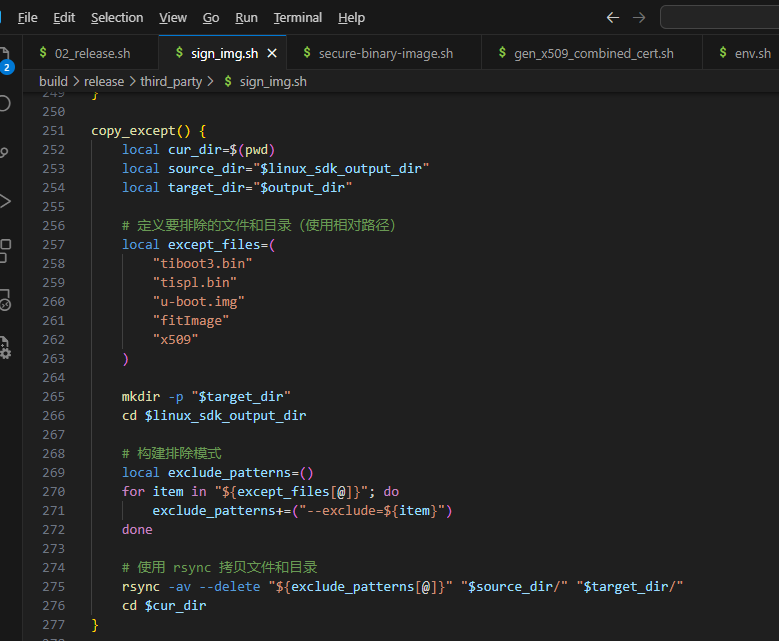 File Edit Selection View Go Run Terminal Help
$ 02_release.sh $ sign_img.sh × $ secure-binary-image.sh $ gen_x509_combined_cert.sh $ env.sh
2
build > release > third_party > $ sign_img.sh
249 }
250
251 copy_except() {
252     local cur_dir=$(pwd)
253     local source_dir="$linux_sdk_output_dir"
254     local target_dir="$output_dir"
255
256     # 定义要排除的文件和目录（使用相对路径）
257     local except_files=(
258         "tiboot3.bin"
259         "tispl.bin"
260         "u-boot.img"
261         "fitImage"
262         "x509"
263     )
264
265     mkdir -p "$target_dir"
266     cd $linux_sdk_output_dir
267
268     # 构建排除模式
269     local exclude_patterns=()
270     for item in "${except_files[@]}"; do
271         exclude_patterns+=("--exclude=${item}")
272     done
273
274     # 使用 rsync 拷贝文件和目录
275     rsync -av --delete "${exclude_patterns[@]}" "$source_dir/" "$target_dir/"
276     cd $cur_dir
277 }